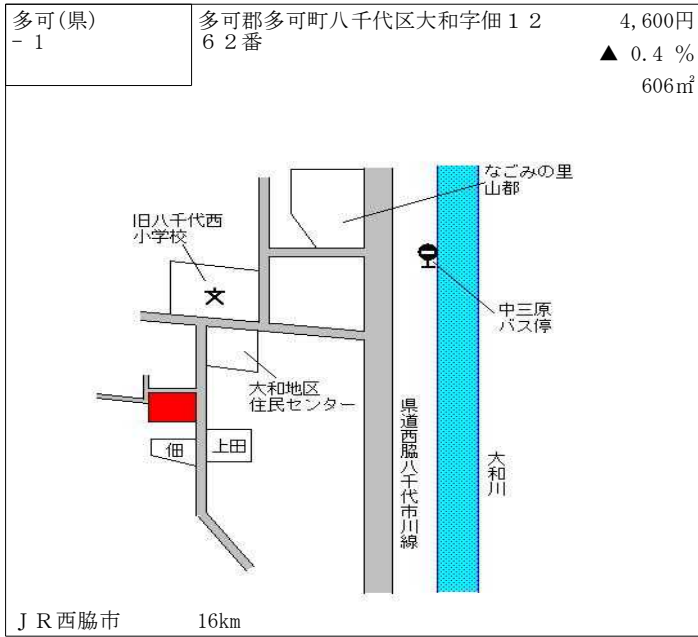 多可(県)
－ 1
多可郡多可町八千代区大和字佃１２
６２番
4,600円
▲ 0.4 %
606㎡
なごみの里
山都
旧八千代西
小学校
中三原
バス停
大和地区
住民センター
佃
上田
県道西脇八千代市川線
大和川
ＪＲ西脇市
16km